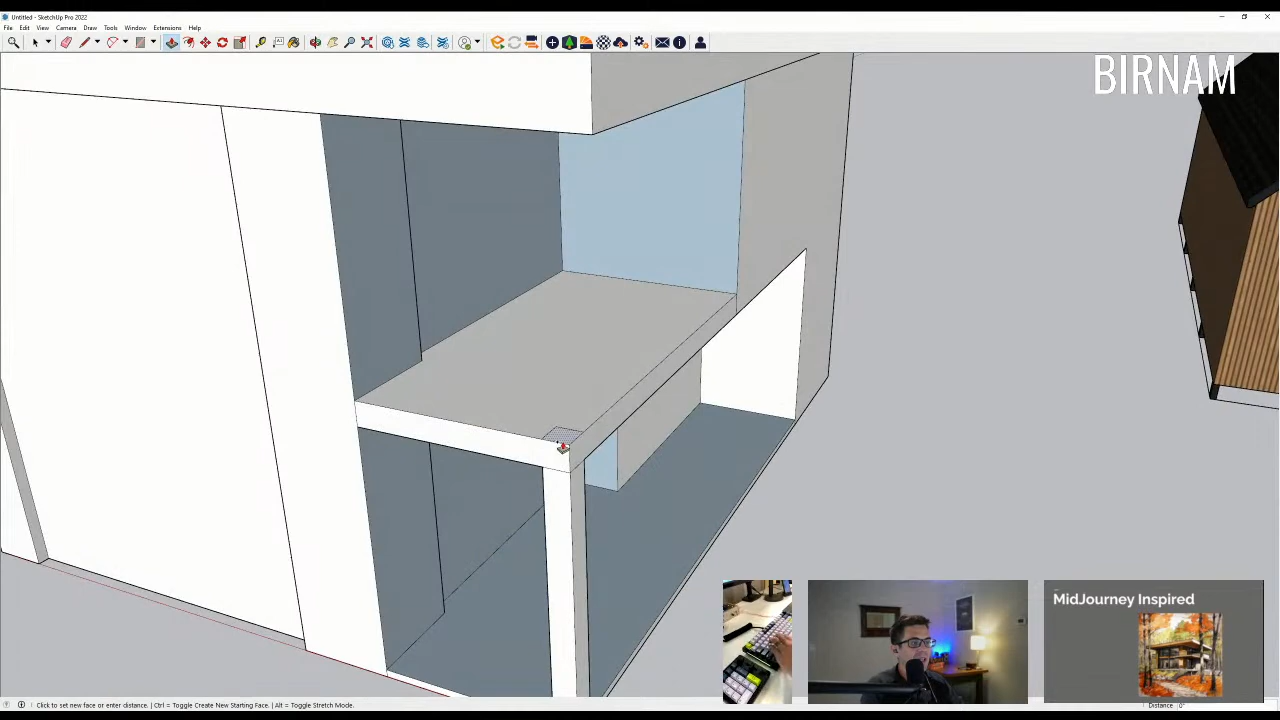 Untitled - SketchUp Pro 2022
File Edit View Camera Draw Tools Window Extensions Help
BIRNAM
MidJourney Inspired
Click to set new face or enter distance. | Ctrl = Toggle Create New Starting Face. | Alt = Toggle Stretch Mode.
Distance 0"